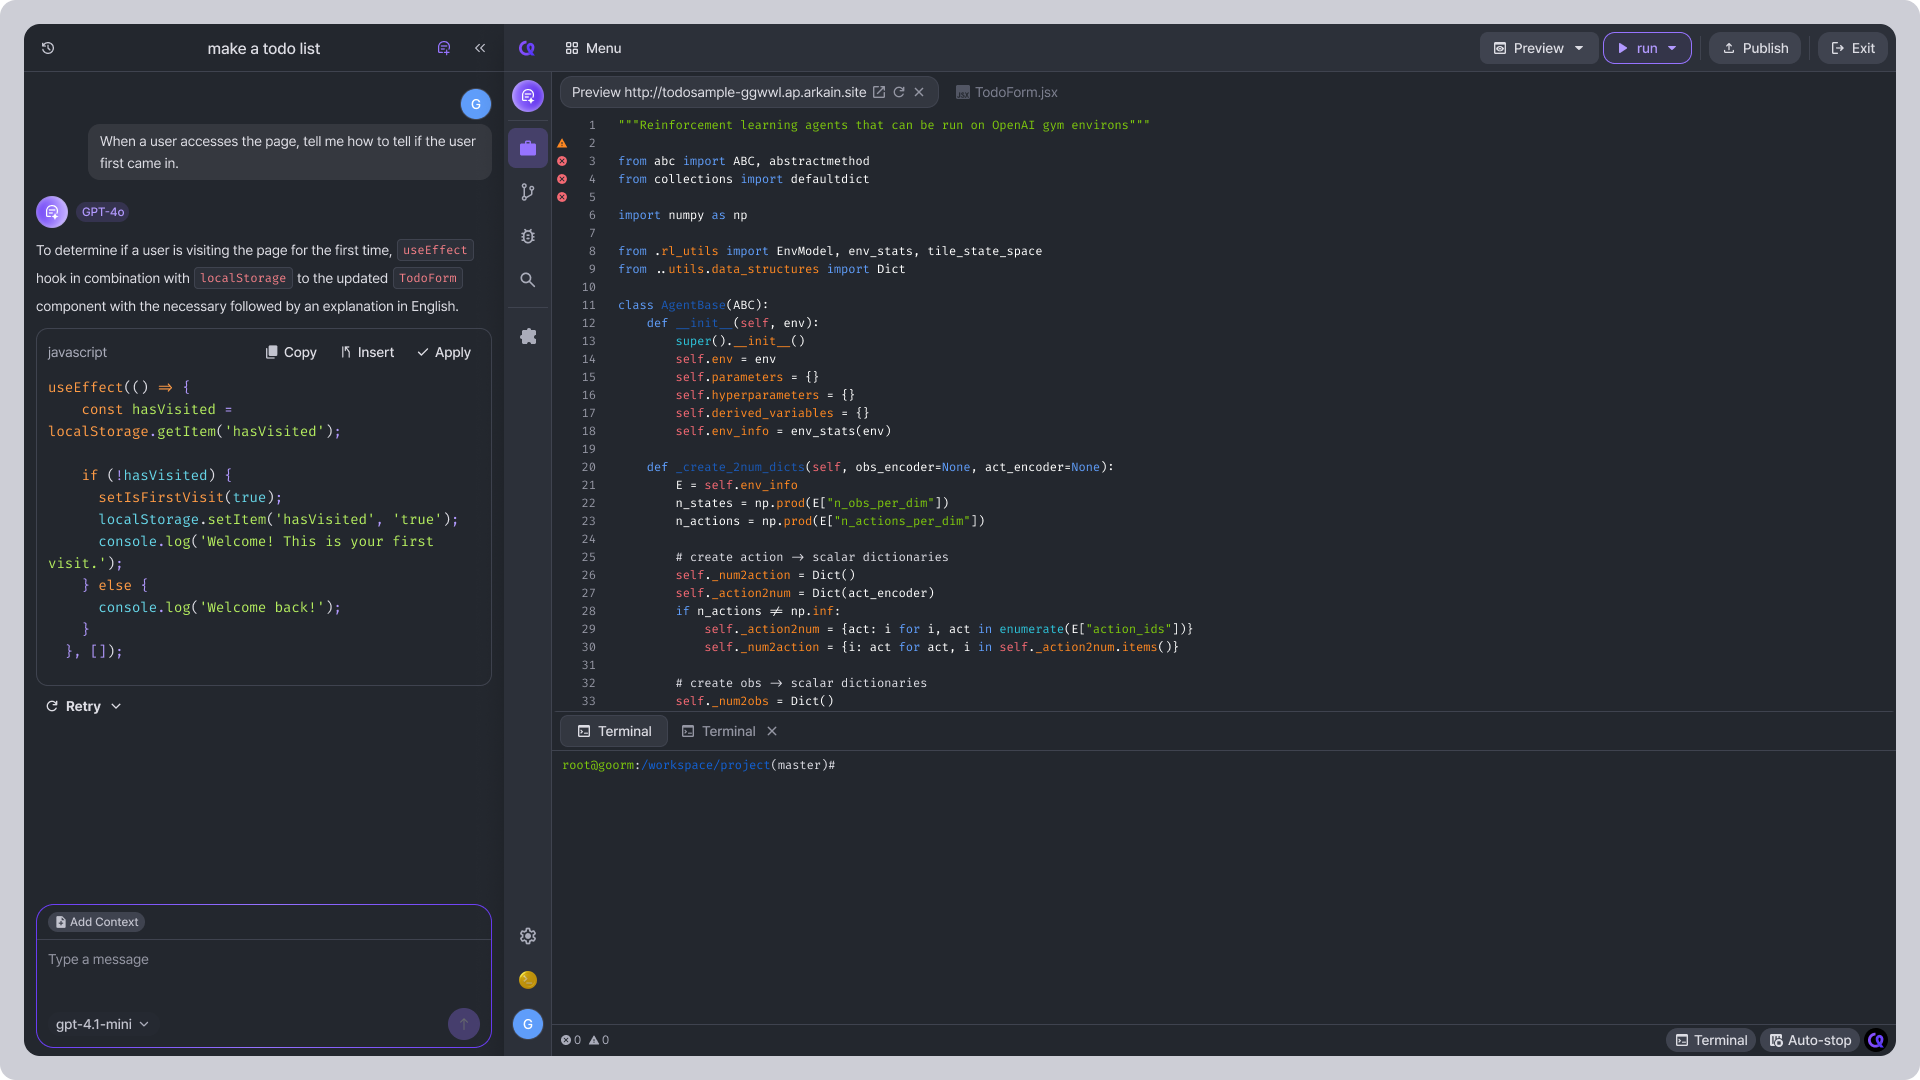 make a todo list
G
When a user accesses the page, tell me how to tell if the user
first came in.
GPT-4o
To determine if a user is visiting the page for the first time, useEffect
hook in combination with localStorage to the updated TodoForm
component with the necessary followed by an explanation in English.
javascript Copy Insert Apply
useEffect(() => {
const hasVisited =
localStorage.getItem('hasVisited');
if (!hasVisited) {
setIsFirstVisit(true);
localStorage.setItem('hasVisited', 'true');
console.log('Welcome! This is your first
visit.');
} else {
console.log('Welcome back!');
}
}, []);
Retry
Add Context
Type a message
gpt-4.1-mini
G
Menu Preview run Publish Exit
Preview http://todosample-ggwwl.ap.arkain.site JSX TodoForm.jsx
1 """Reinforcement learning agents that can be run on OpenAI gym environs"""
2
3 from abc import ABC, abstractmethod
4 from collections import defaultdict
5
6 import numpy as np
7
8 from .rl_utils import EnvModel, env_stats, tile_state_space
9 from ..utils.data_structures import Dict
10
11 class AgentBase(ABC):
12 def __init__(self, env):
13 super().__init__()
14 self.env = env
15 self.parameters = {}
16 self.hyperparameters = {}
17 self.derived_variables = {}
18 self.env_info = env_stats(env)
19
20 def _create_2num_dicts(self, obs_encoder=None, act_encoder=None):
21 E = self.env_info
22 n_states = np.prod(E["n_obs_per_dim"])
23 n_actions = np.prod(E["n_actions_per_dim"])
24
25 # create action -> scalar dictionaries
26 self._num2action = Dict()
27 self._action2num = Dict(act_encoder)
28 if n_actions != np.inf:
29 self._action2num = {act: i for i, act in enumerate(E["action_ids"])}
30 self._num2action = {i: act for act, i in self._action2num.items()}
31
32 # create obs -> scalar dictionaries
33 self._num2obs = Dict()
Terminal Terminal
root@goorm:/workspace/project(master)#
0 0 Terminal Auto-stop